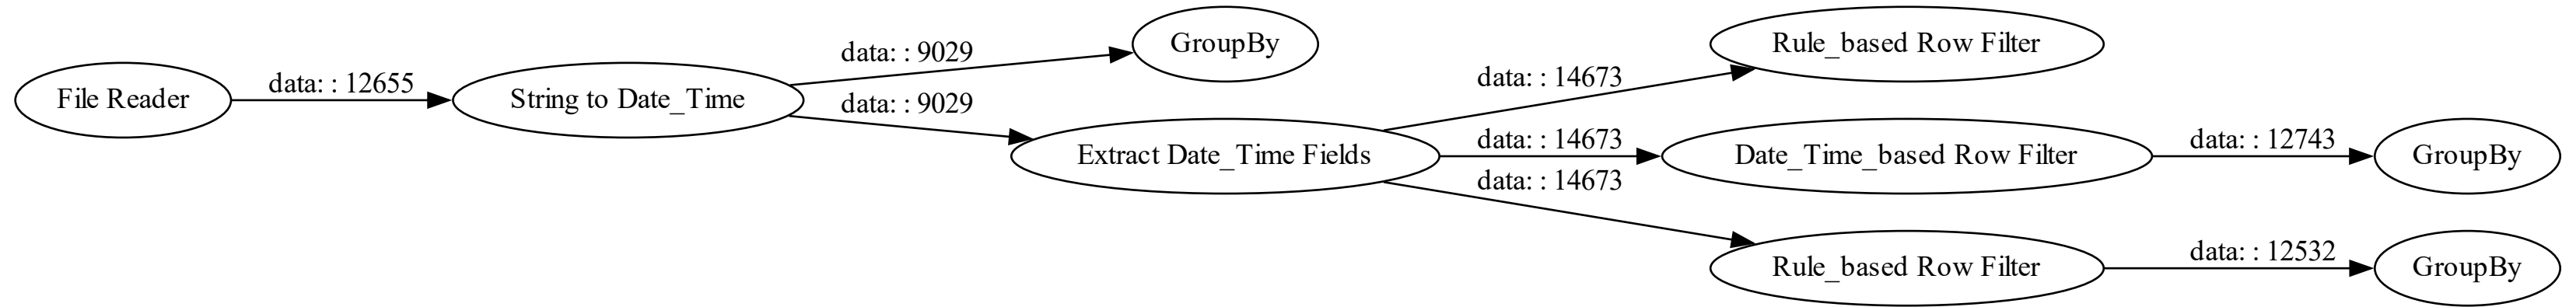 File Reader
data: : 12655
String to Date_Time
data: : 9029
GroupBy
data: : 9029
Extract Date_Time Fields
data: : 14673
Rule_based Row Filter
data: : 14673
Date_Time_based Row Filter
data: : 12743
GroupBy
data: : 14673
Rule_based Row Filter
data: : 12532
GroupBy